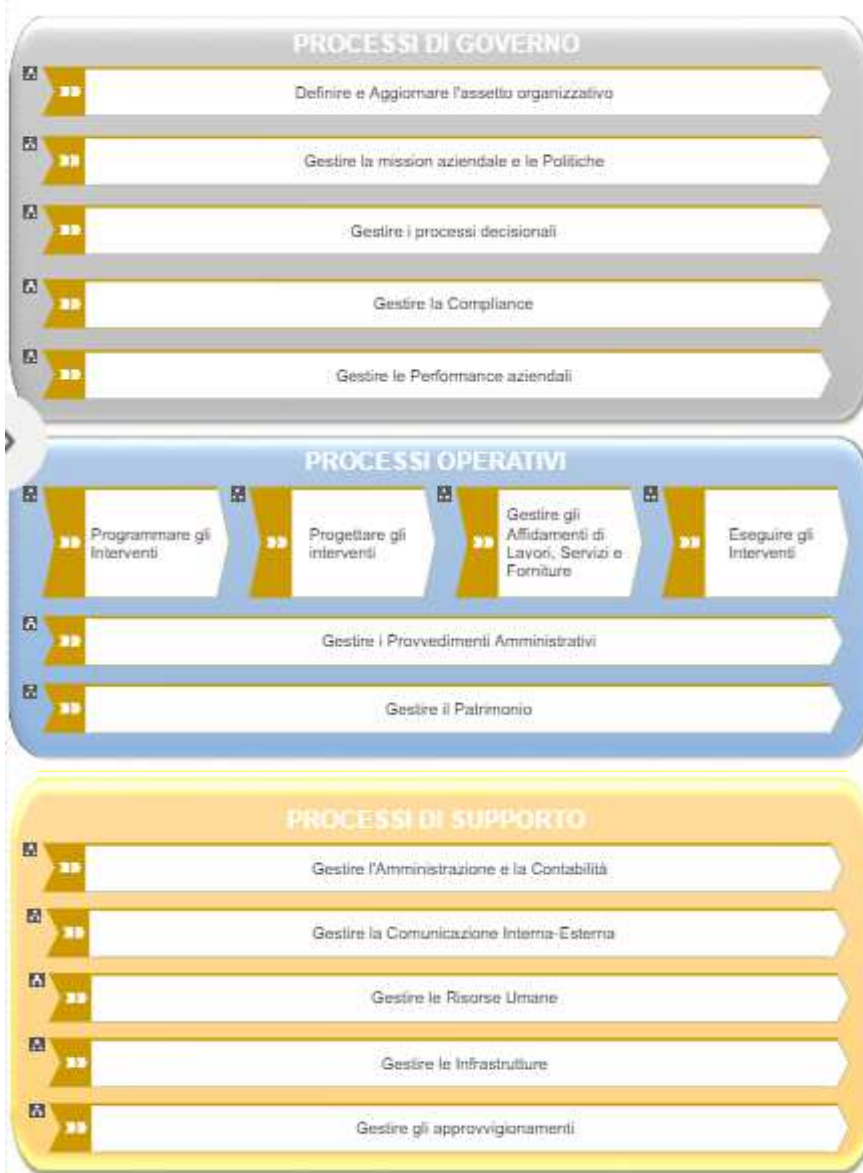 PROCESSI DI GOVERNO
Definire e Aggiornare l'assetto organizzativo
Gestire la mission aziendale e le Politiche
Gestire i processi decisionali
Gestire la Compliance
Gestire le Performance aziendali
PROCESSI OPERATIVI
Programmare gli
Interventi
Progettare gli
interventi
Gestire gli
Affidamenti di
Lavori, Servizi e
Forniture
Eseguire gli
Interventi
Gestire i Provvedimenti Amministrativi
Gestire il Patrimonio
PROCESSI DI SUPPORTO
Gestire l'Amministrazione e la Contabilità
Gestire la Comunicazione Interna-Esterna
Gestire le Risorse Umane
Gestire le Infrastrutture
Gestire gli approvvigionamenti